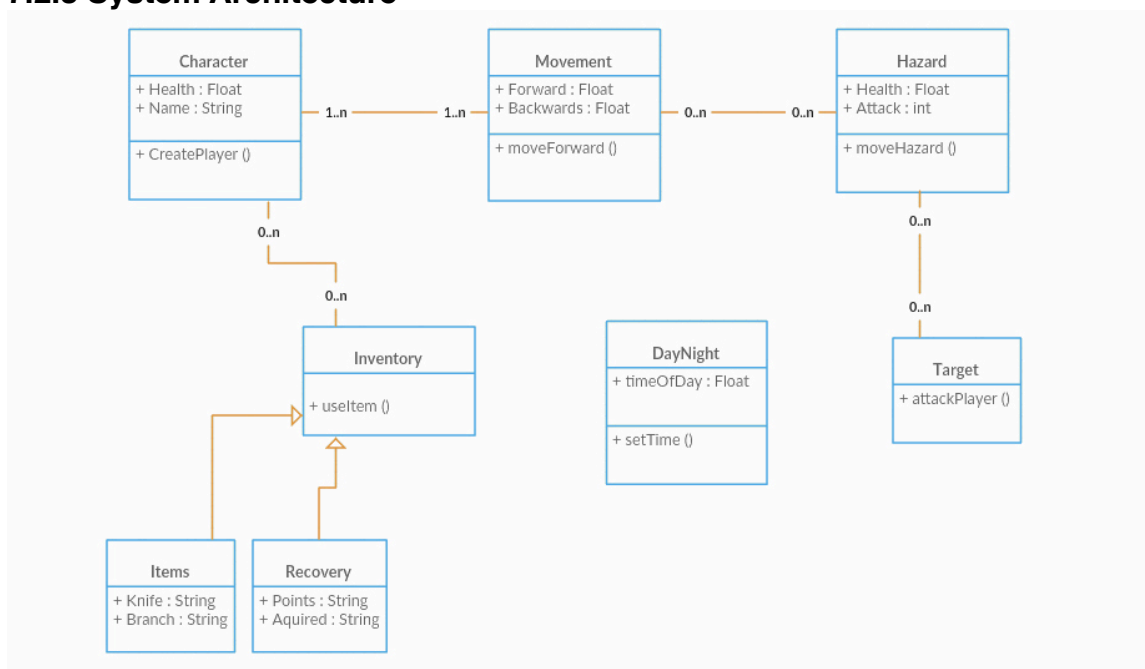 Character
+ Health : Float
+ Name : String
+ CreatePlayer ()
1..n
1..n
Movement
+ Forward : Float
+ Backwards : Float
+ moveForward ()
0..n
0..n
Hazard
+ Health : Float
+ Attack : int
+ moveHazard ()
0..n
0..n
0..n
0..n
Inventory
+ useItem ()
DayNight
+ timeOfDay : Float
+ setTime ()
Target
+ attackPlayer ()
Items
+ Knife : String
+ Branch : String
Recovery
+ Points : String
+ Aquired : String